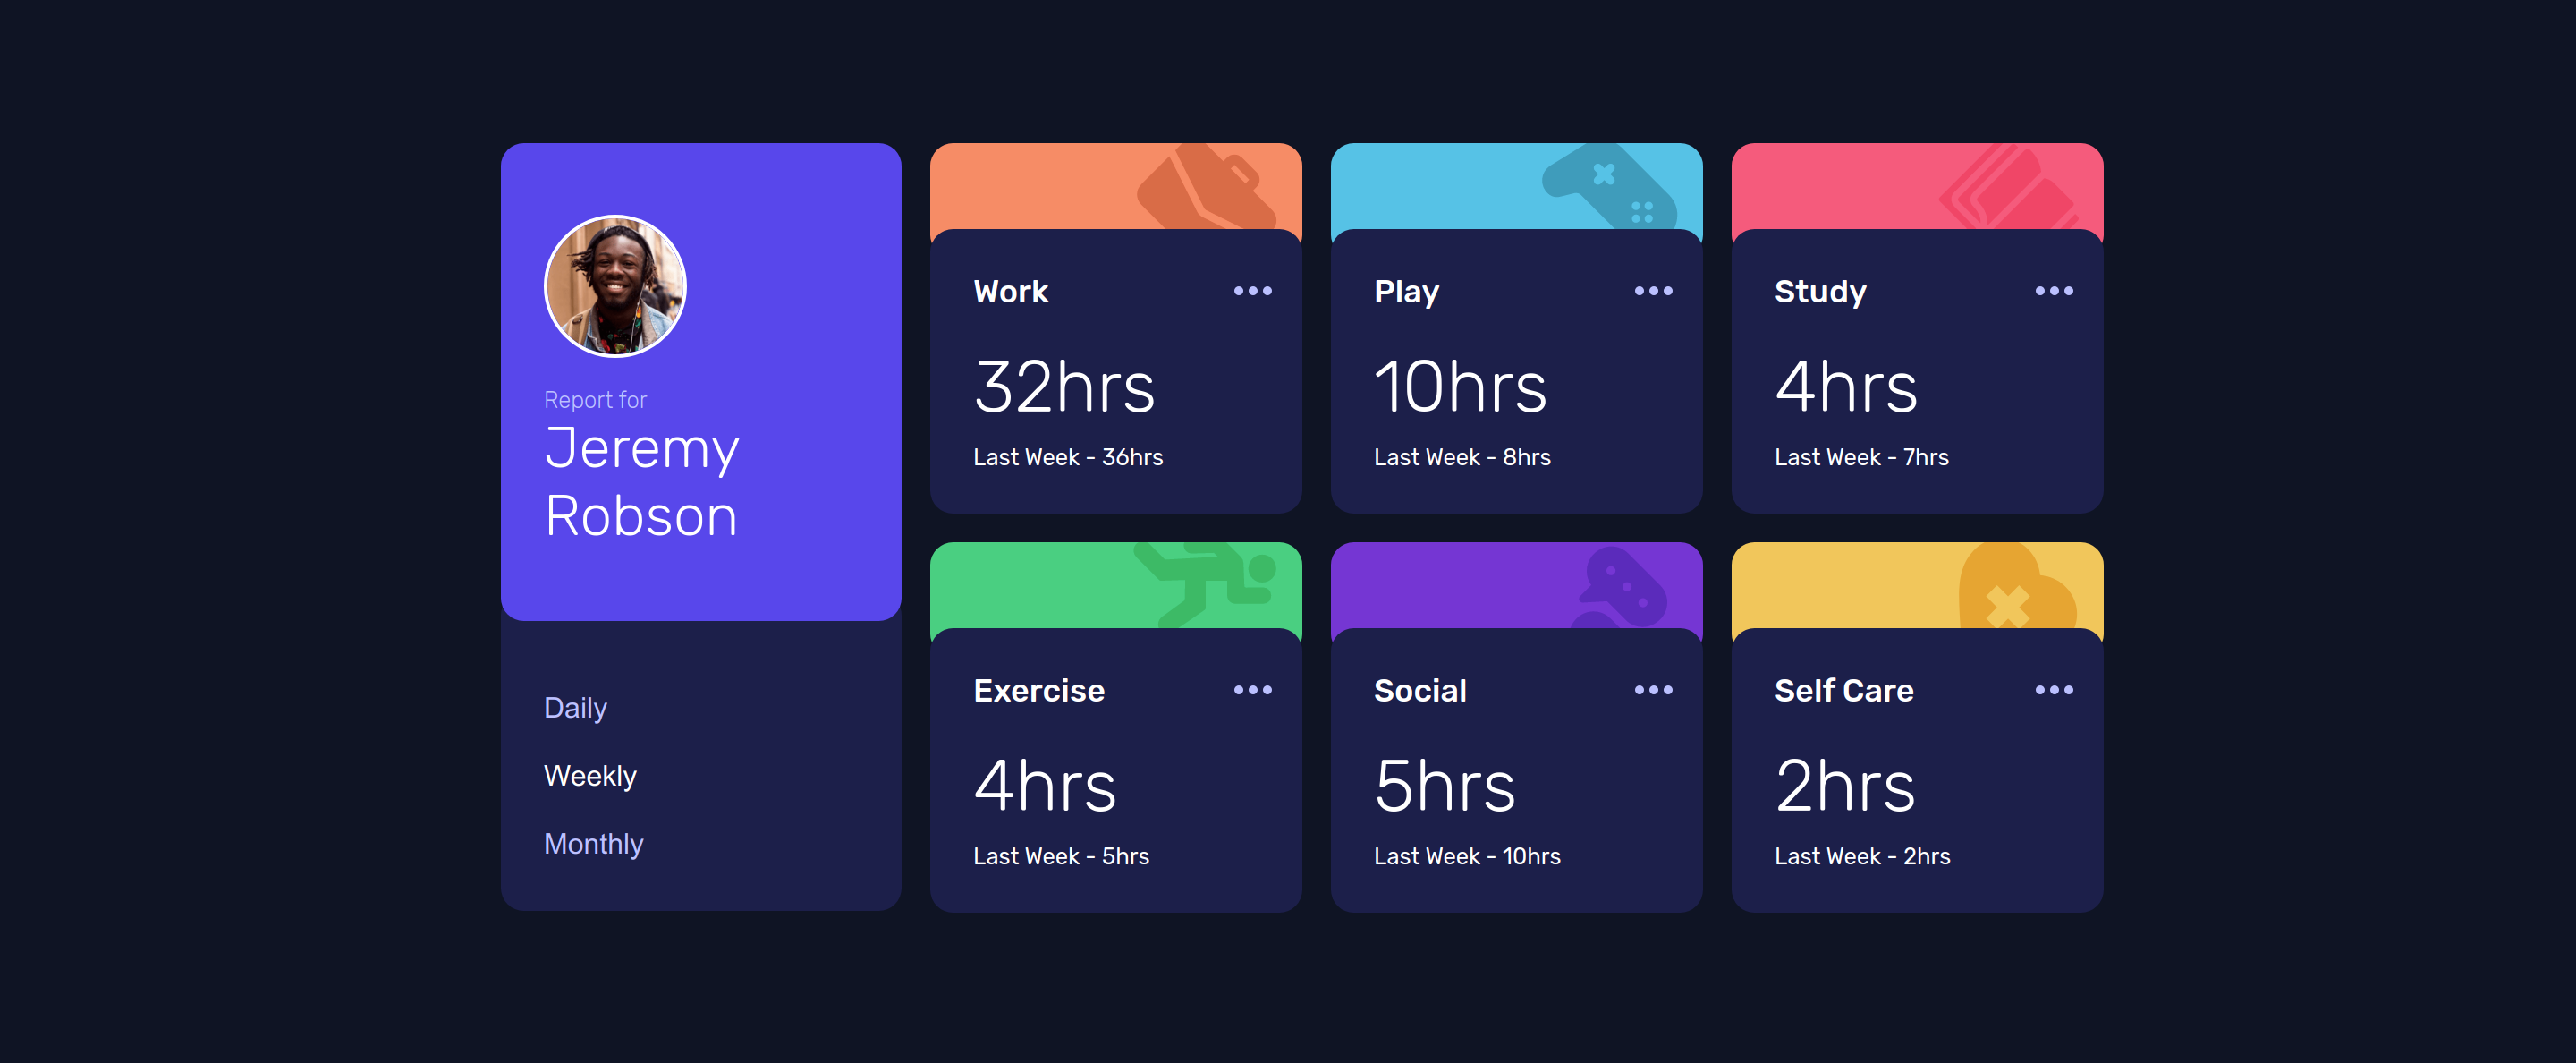 Report for
Jeremy
Robson
Daily
Weekly
Monthly
Work
32hrs
Last Week - 36hrs
Play
10hrs
Last Week - 8hrs
Study
4hrs
Last Week - 7hrs
Exercise
4hrs
Last Week - 5hrs
Social
5hrs
Last Week - 10hrs
Self Care
2hrs
Last Week - 2hrs